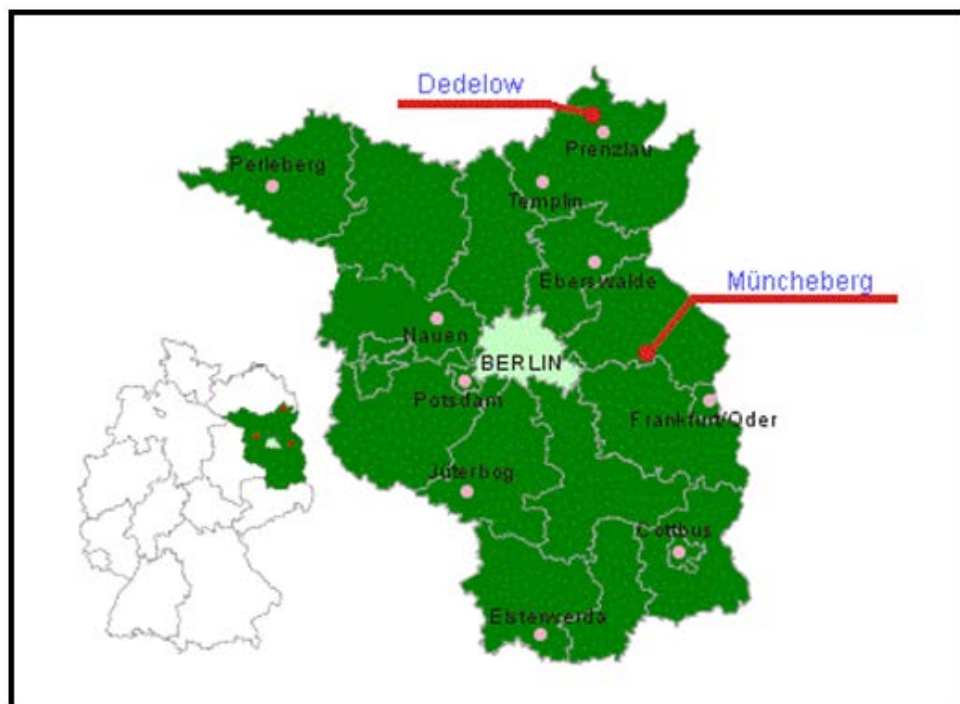 Dedelow
Prenzlau
Perleberg
Templin
Eberswalde
Müncheberg
Nauen
BERLIN
Potsdam
Frankfurt/Oder
Jüterbog
Cottbus
Elsterwerda